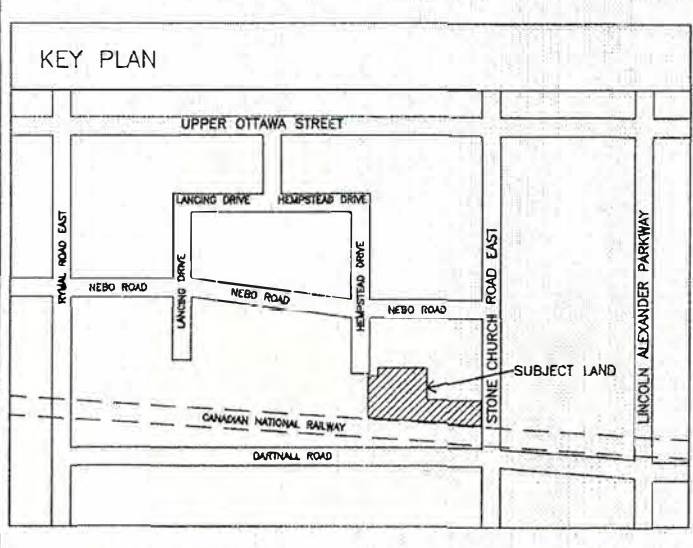 KEY PLAN
UPPER OTTAWA STREET
LANCING DRIVE
HEMPSTEAD DRIVE
RYMAL ROAD EAST
NEBO ROAD
LANCING DRIVE
NEBO ROAD
HEMPSTEAD DRIVE
NEBO ROAD
STONE CHURCH ROAD EAST
LINCOLN ALEXANDER PARKWAY
SUBJECT LAND
CANADIAN NATIONAL RAILWAY
DARTNALL ROAD